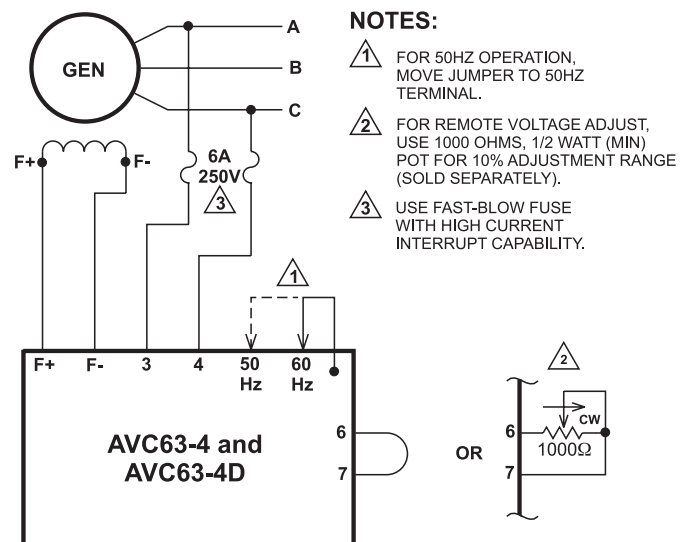 NOTES:
1 FOR 50HZ OPERATION,
MOVE JUMPER TO 50HZ
TERMINAL.
2 FOR REMOTE VOLTAGE ADJUST,
USE 1000 OHMS, 1/2 WATT (MIN)
POT FOR 10% ADJUSTMENT RANGE
(SOLD SEPARATELY).
3 USE FAST-BLOW FUSE
WITH HIGH CURRENT
INTERRUPT CAPABILITY.
GEN
A
B
C
F+
F-
6A
250V
3
1
F+ F- 3 4 50 60
Hz Hz
AVC63-4 and
AVC63-4D
6
7
OR
2
6
7
CW
1000Ω